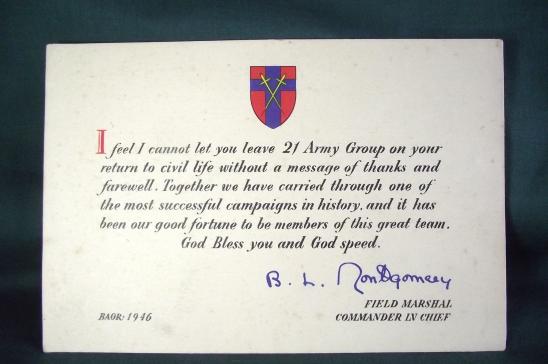 I feel I cannot let you leave 21 Army Group on your
return to civil life without a message of thanks and
farewell. Together we have carried through one of
the most successful campaigns in history, and it has
been our good fortune to be members of this great team.
God Bless you and God speed.
B. L. Montgomery
FIELD MARSHAL
BAOR: 1946 COMMANDER IN CHIEF